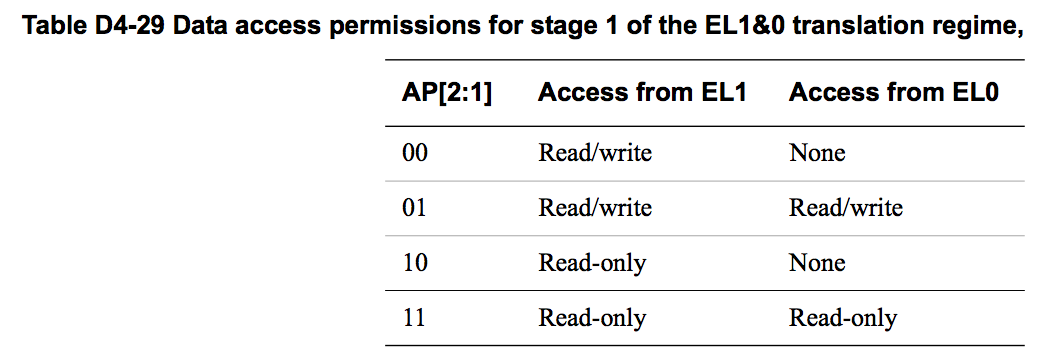 Table D4-29 Data access permissions for stage 1 of the EL1&0 translation regime,
AP[2:1] Access from EL1 Access from EL0
00 Read/write None
01 Read/write Read/write
10 Read-only None
11 Read-only Read-only